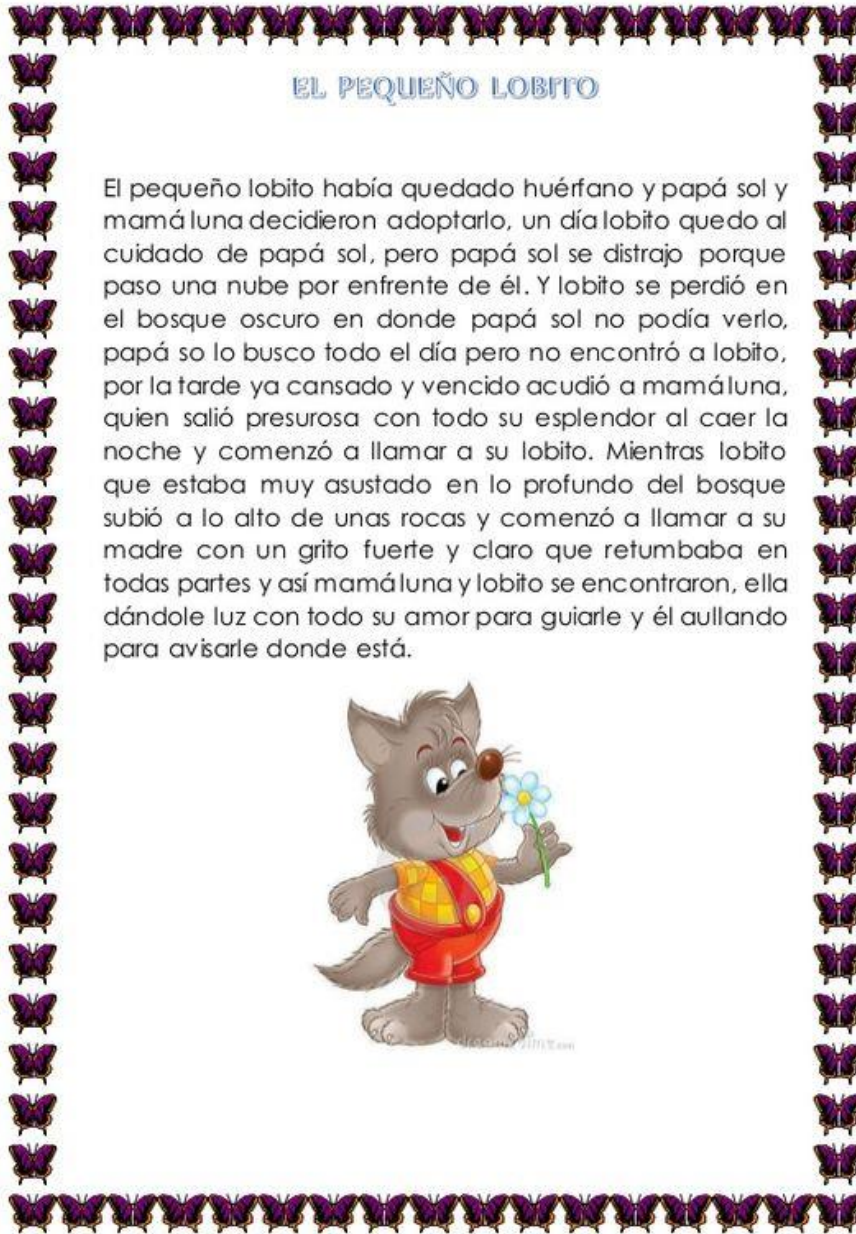 EL PEQUEÑO LOBITO
El pequeño lobito había quedado huérfano y papá sol y
mamá luna decidieron adoptarlo, un día lobito quedo al
cuidado de papá sol, pero papá sol se distrajo porque
paso una nube por enfrente de él. Y lobito se perdió en
el bosque oscuro en donde papá sol no podía verlo,
papá so lo busco todo el día pero no encontró a lobito,
por la tarde ya cansado y vencido acudió a mamá luna,
quien salió presurosa con todo su esplendor al caer la
noche y comenzó a llamar a su lobito. Mientras lobito
que estaba muy asustado en lo profundo del bosque
subió a lo alto de unas rocas y comenzó a llamar a su
madre con un grito fuerte y claro que retumbaba en
todas partes y así mamá luna y lobito se encontraron, ella
dándole luz con todo su amor para guiarle y él aullando
para avisarle donde está.